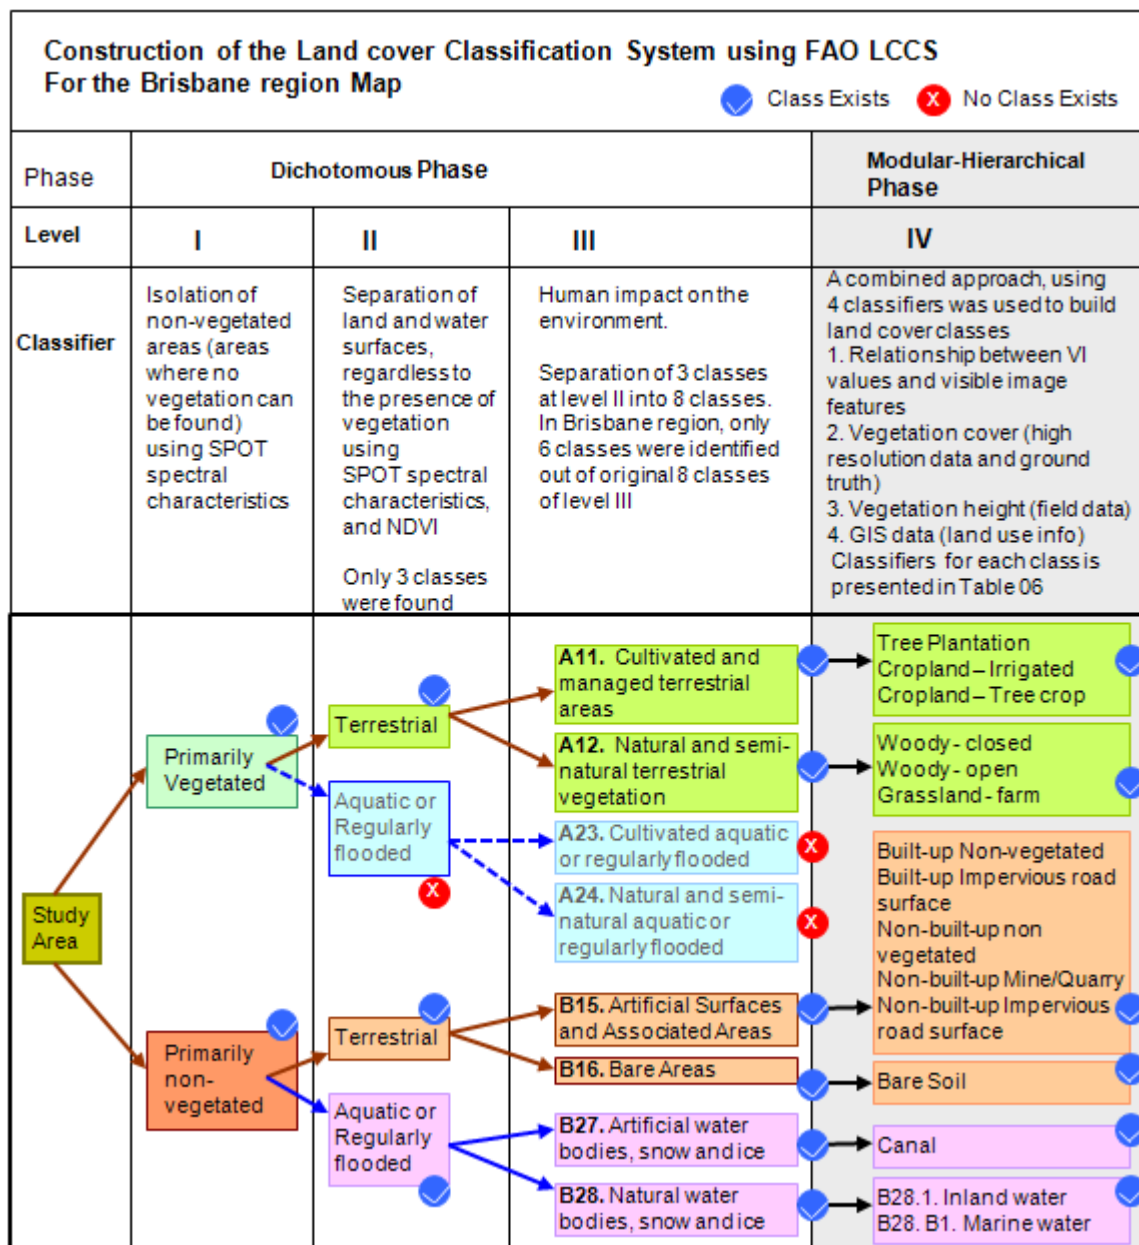 Construction of the Land cover Classification System using FAO LCCS
For the Brisbane region Map
Class Exists
X No Class Exists
Phase
Dichotomous Phase
Modular-Hierarchical
Phase
Level
I
II
III
IV
Classifier
Isolation of
non-vegetated
areas (areas
where no
vegetation can
be found)
using SPOT
spectral
characteristics
Separation of
land and water
surfaces,
regardless to
the presence of
vegetation
using
SPOT spectral
characteristics,
and NDVI
Only 3 classes
were found
Human impact on the
environment.
Separation of 3 classes
at level II into 8 classes.
In Brisbane region, only
6 classes were identified
out of original 8 classes
of level III
A combined approach, using
4 classifiers was used to build
land cover classes
1. Relationship between VI
values and visible image
features
2. Vegetation cover (high
resolution data and ground
truth)
3. Vegetation height (field data)
4. GIS data (land use info)
Classifiers for each class is
presented in Table 06
Study
Area
Primarily
Vegetated
Primarily
non-
vegetated
Terrestrial
Aquatic or
Regularly
flooded
X
Terrestrial
Aquatic or
Regularly
flooded
A11. Cultivated and
managed terrestrial
areas
A12. Natural and semi-
natural terrestrial
vegetation
A23. Cultivated aquatic
or regularly flooded
X
A24. Natural and semi-
natural aquatic or
regularly flooded
X
B15. Artificial Surfaces
and Associated Areas
B16. Bare Areas
B27. Artificial water
bodies, snow and ice
B28. Natural water
bodies, snow and ice
Tree Plantation
Cropland – Irrigated
Cropland – Tree crop
Woody - closed
Woody - open
Grassland - farm
Built-up Non-vegetated
Built-up Impervious road
surface
Non-built-up non
vegetated
Non-built-up Mine/Quarry
Non-built-up Impervious
road surface
Bare Soil
Canal
B28.1. Inland water
B28. B1. Marine water